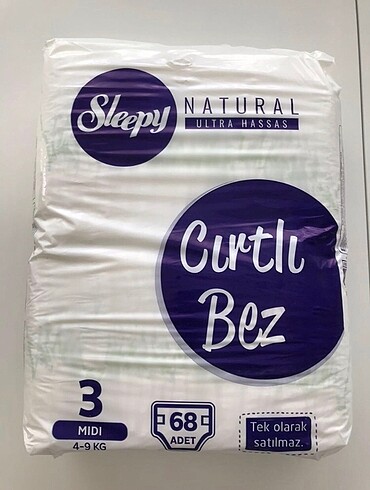 Sleepy
NATURAL
ULTRA HASSAS
Cırtlı
Bez
3
MIDI
4-9 KG
68
ADET
Tek olarak
satılmaz.